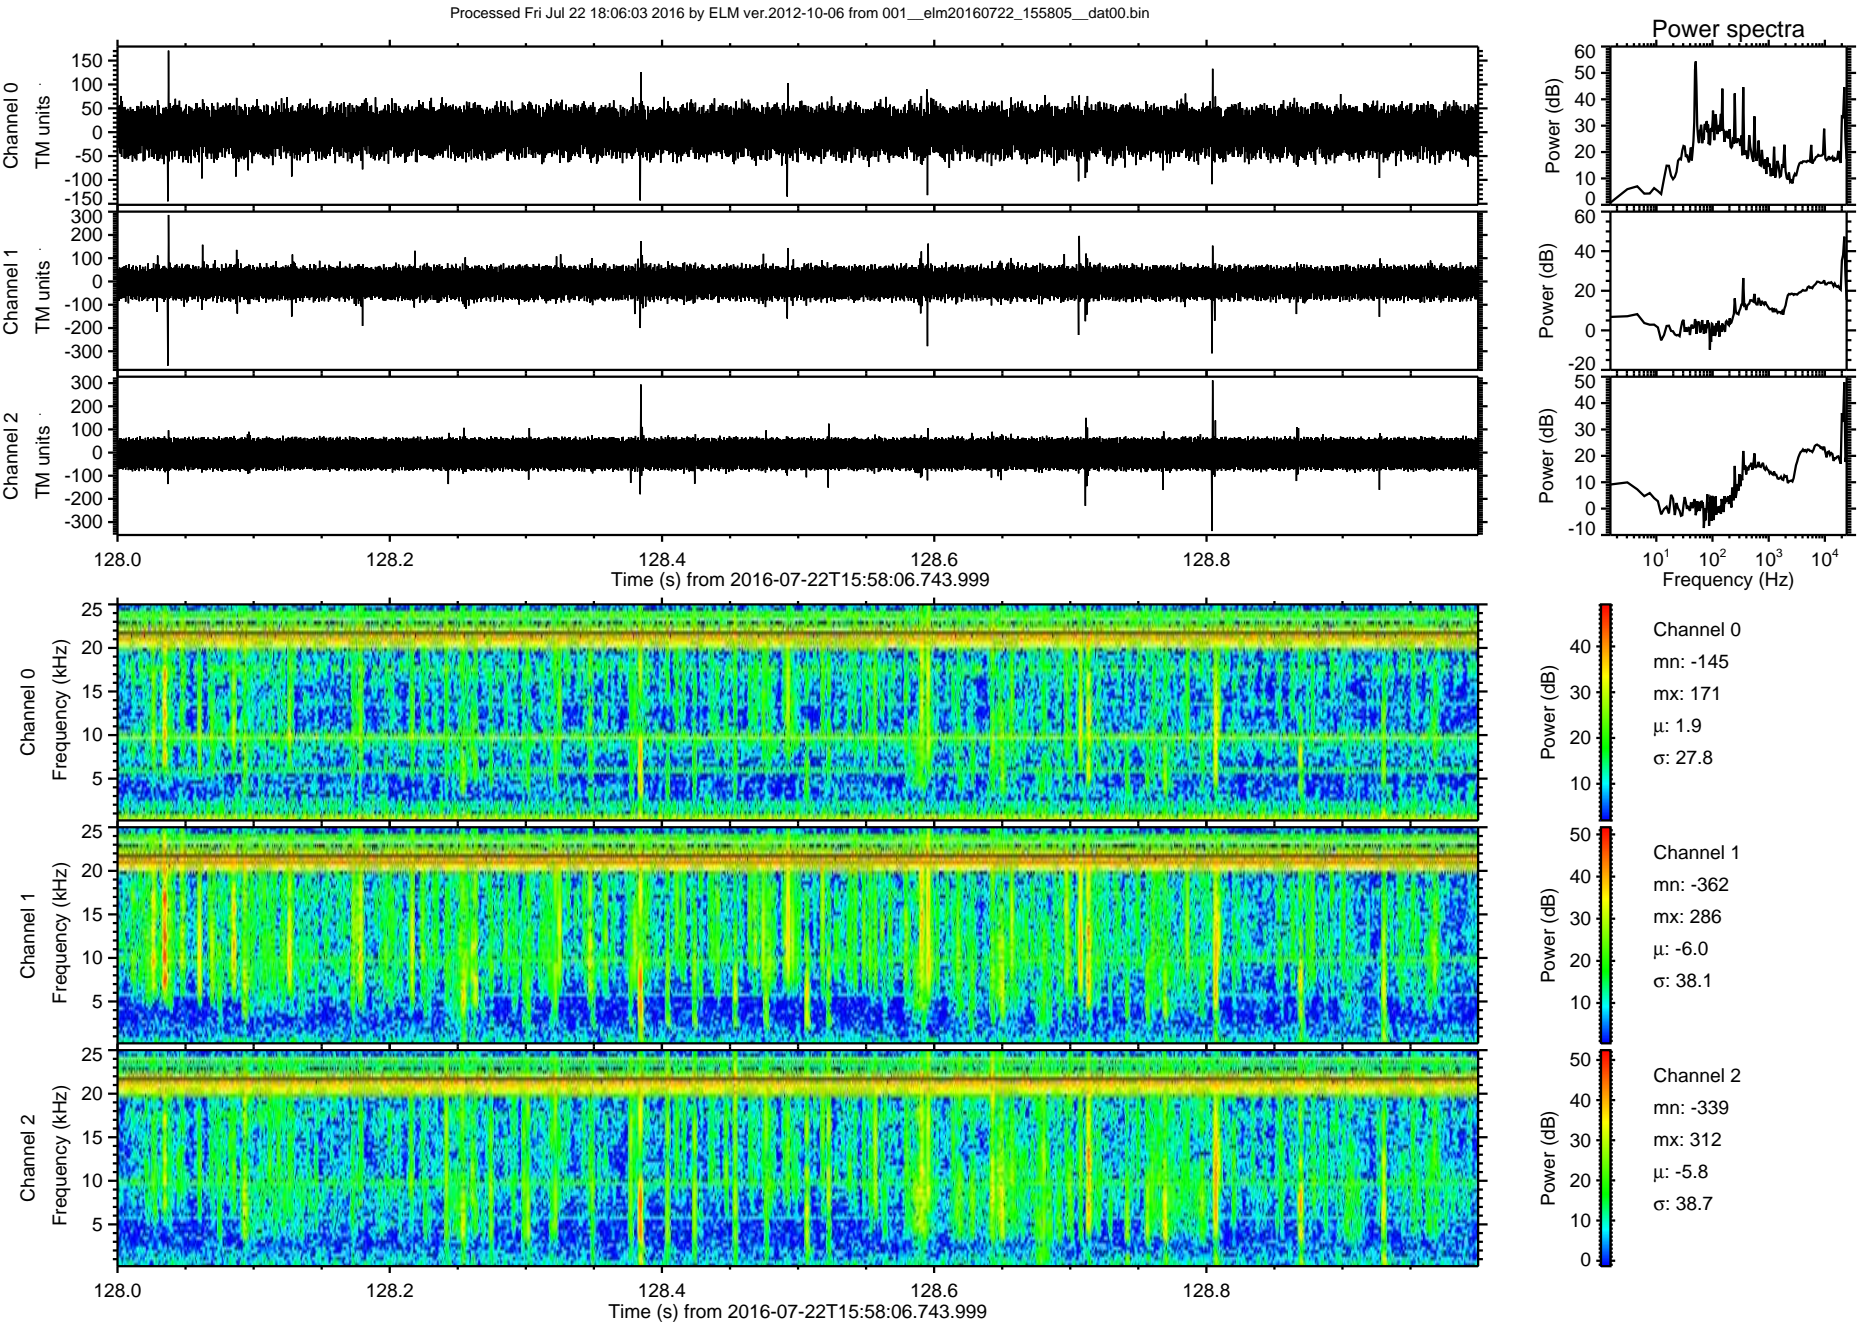 Processed Fri Jul 22 18:06:03 2016 by ELM ver.2012-10-06 from 001__elm20160722_155805__dat00.bin
Power spectra
Channel 0
TM units
150
100
50
0
-50
-100
-150
Power (dB)
60
50
40
30
20
10
0
Channel 1
TM units
300
200
100
0
-100
-200
-300
Power (dB)
60
40
20
0
-20
Channel 2
TM units
300
200
100
0
-100
-200
-300
Power (dB)
50
40
30
20
10
0
-10
128.0 128.2 128.4 128.6 128.8
Time (s) from 2016-07-22T15:58:06.743.999
10^1 10^2 10^3 10^4
Frequency (Hz)
Channel 0
Frequency (kHz)
25
20
15
10
5
Power (dB)
40
30
20
10
Channel 0
mn: -145
mx: 171
μ: 1.9
σ: 27.8
Channel 1
Frequency (kHz)
25
20
15
10
5
Power (dB)
50
40
30
20
10
Channel 1
mn: -362
mx: 286
μ: -6.0
σ: 38.1
Channel 2
Frequency (kHz)
25
20
15
10
5
Power (dB)
50
40
30
20
10
0
Channel 2
mn: -339
mx: 312
μ: -5.8
σ: 38.7
128.0 128.2 128.4 128.6 128.8
Time (s) from 2016-07-22T15:58:06.743.999